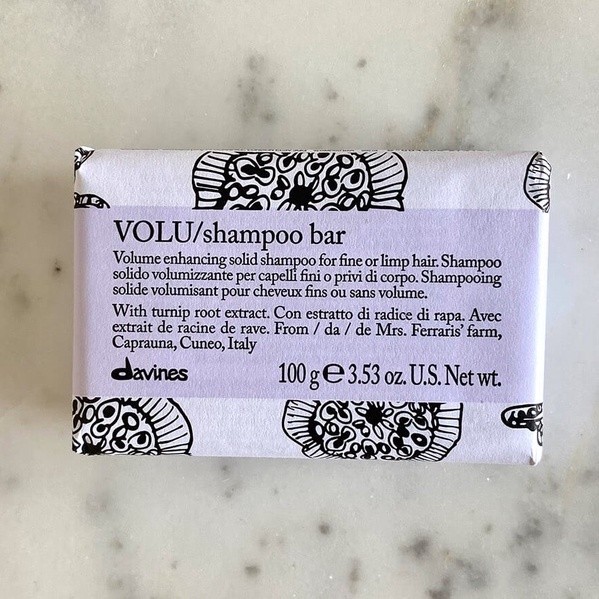 VOLU/shampoo bar
Volume enhancing solid shampoo for fine or limp hair. Shampoo
solido volumizzante per capelli fini o privi di corpo. Shampooing
solide volumisant pour cheveux fins ou sans volume.
With turnip root extract. Con estratto di radice di rapa. Avec
extrait de racine de rave. From / da / de Mrs. Ferraris' farm,
Caprauna, Cuneo, Italy
davines
100 g ℮ 3.53 oz. U.S. Net wt.